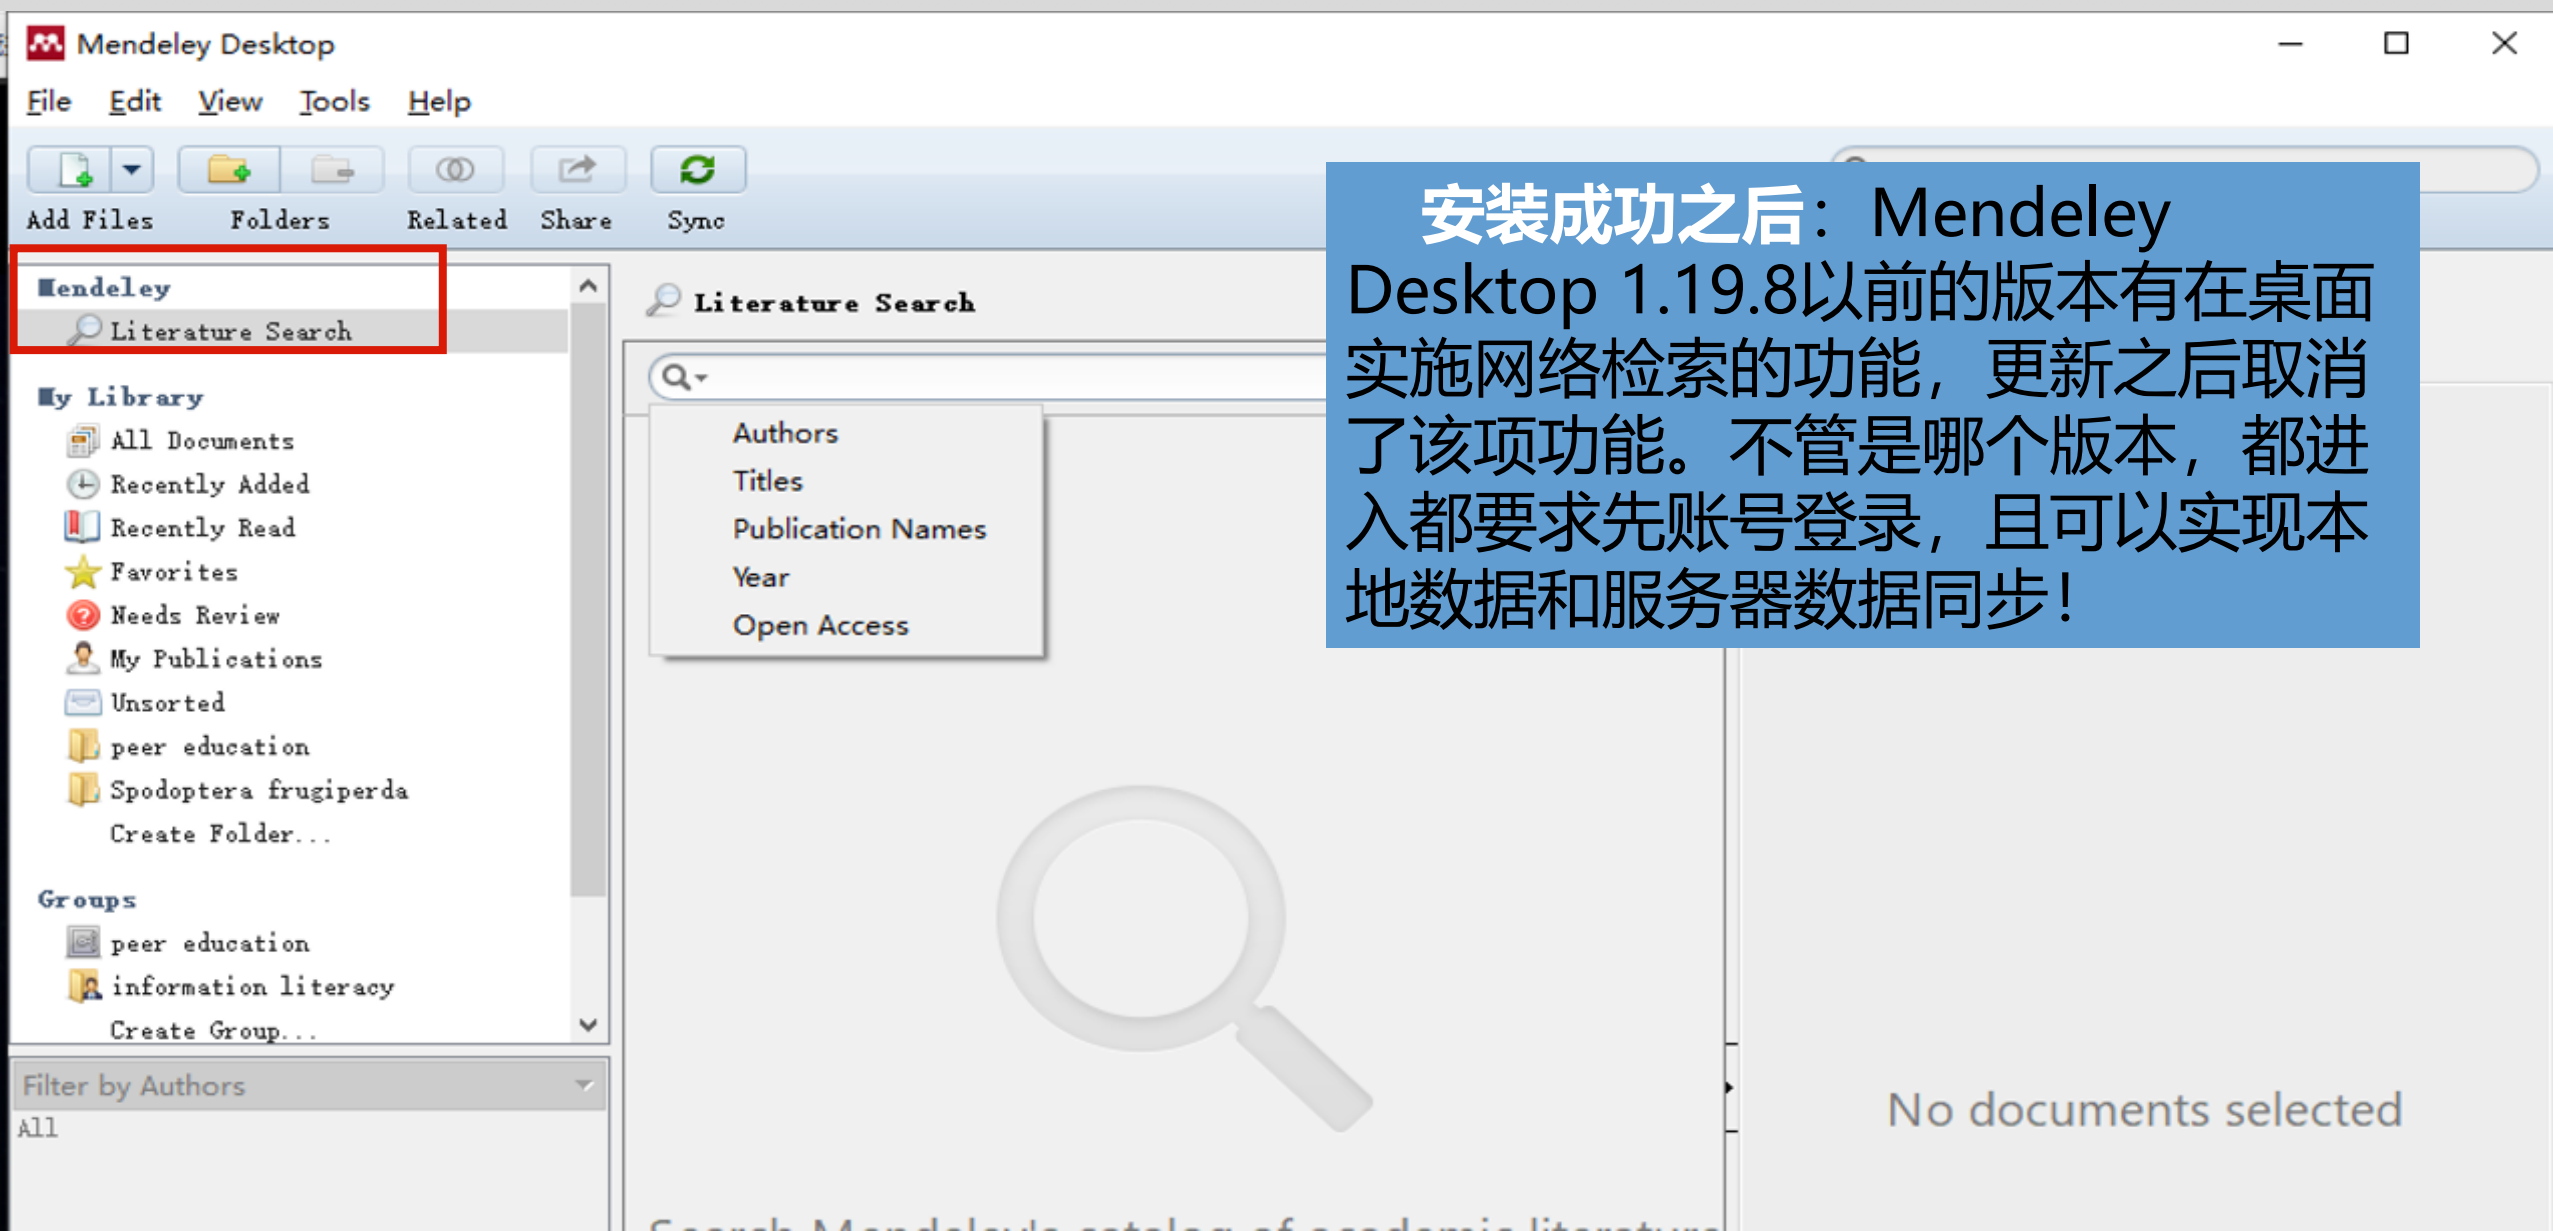 Mendeley Desktop
File Edit View Tools Help
Add Files Folders Related Share Sync
Mendeley
Literature Search
My Library
All Documents
Recently Added
Recently Read
Favorites
Needs Review
My Publications
Unsorted
peer education
Spodoptera frugiperda
Create Folder...
Groups
peer education
information literacy
Create Group...
Filter by Authors
All
Literature Search
Authors
Titles
Publication Names
Year
Open Access
Search Mendeley's catalog of academic literature
安装成功之后：Mendeley
Desktop 1.19.8以前的版本有在桌面
实施网络检索的功能，更新之后取消
了该项功能。不管是哪个版本，都进
入都要求先账号登录，且可以实现本
地数据和服务器数据同步！
No documents selected